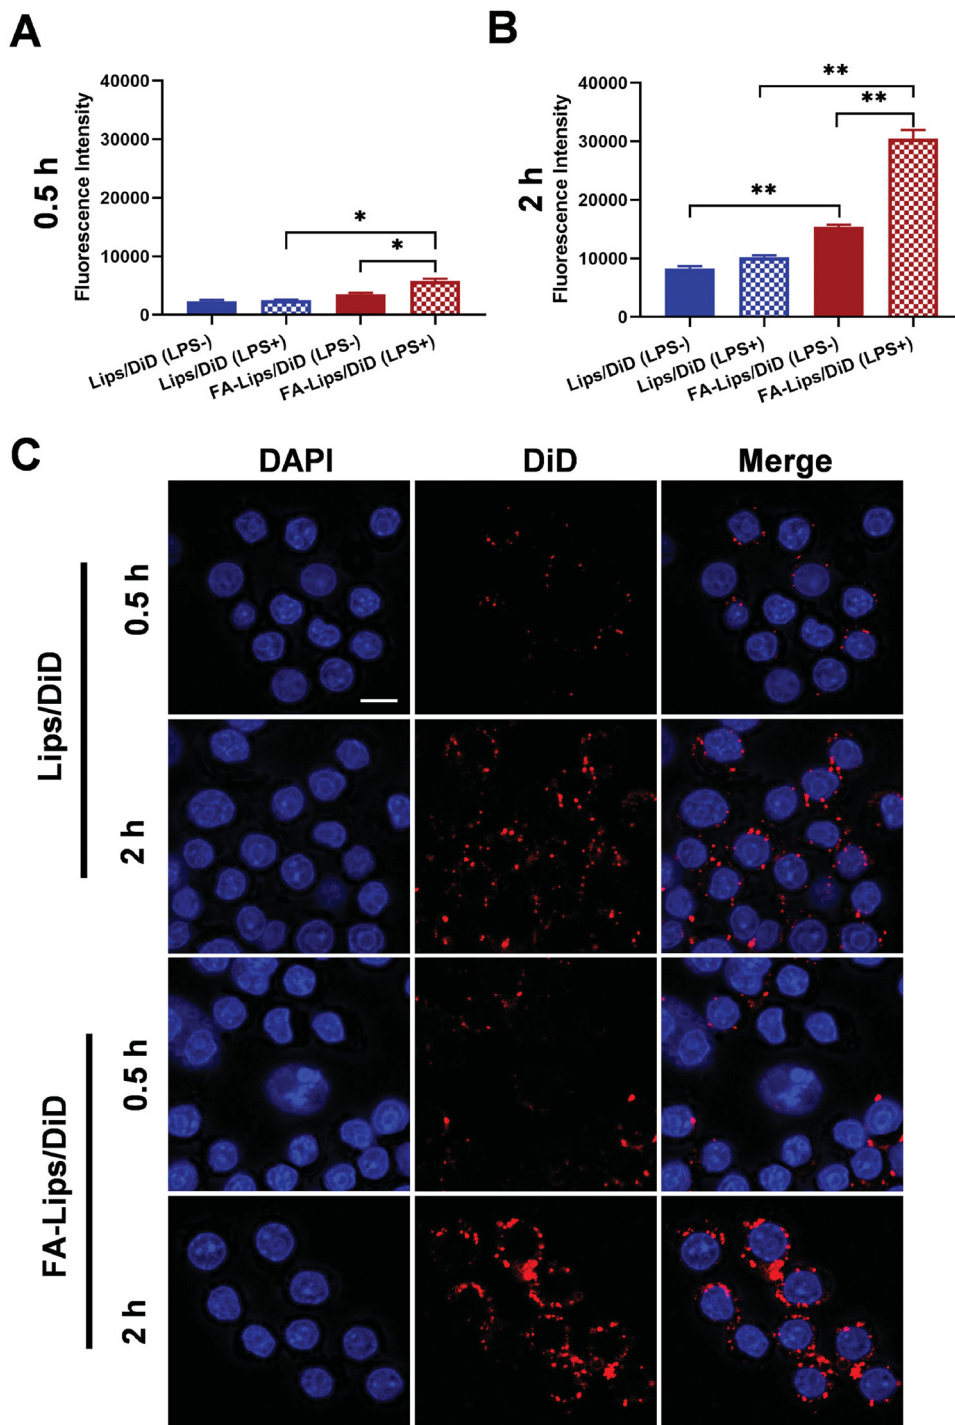 A
B
0.5 h
Fluorescence Intensity
40000
30000
20000
10000
0
*
*
Lips/DiD (LPS-)
Lips/DiD (LPS+)
FA-Lips/DiD (LPS-)
FA-Lips/DiD (LPS+)
2 h
Fluorescence Intensity
40000
30000
20000
10000
0
**
**
**
Lips/DiD (LPS-)
Lips/DiD (LPS+)
FA-Lips/DiD (LPS-)
FA-Lips/DiD (LPS+)
C
DAPI
DiD
Merge
Lips/DiD
0.5 h
2 h
FA-Lips/DiD
0.5 h
2 h